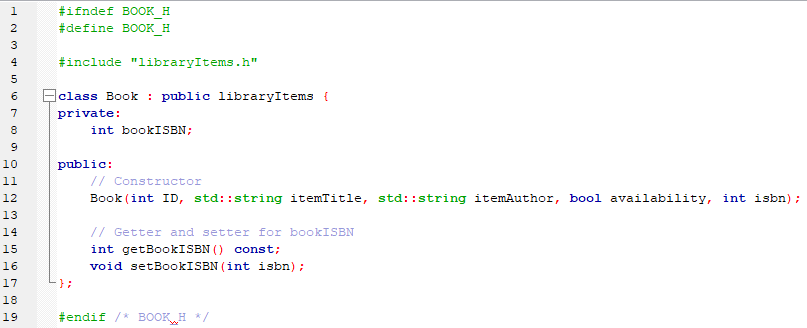 1 #ifndef BOOK_H
2 #define BOOK_H
3
4 #include "libraryItems.h"
5
6 class Book : public libraryItems {
7 private:
8     int bookISBN;
9
10 public:
11     // Constructor
12     Book(int ID, std::string itemTitle, std::string itemAuthor, bool availability, int isbn);
13
14     // Getter and setter for bookISBN
15     int getBookISBN() const;
16     void setBookISBN(int isbn);
17 };
18
19 #endif /* BOOK_H */